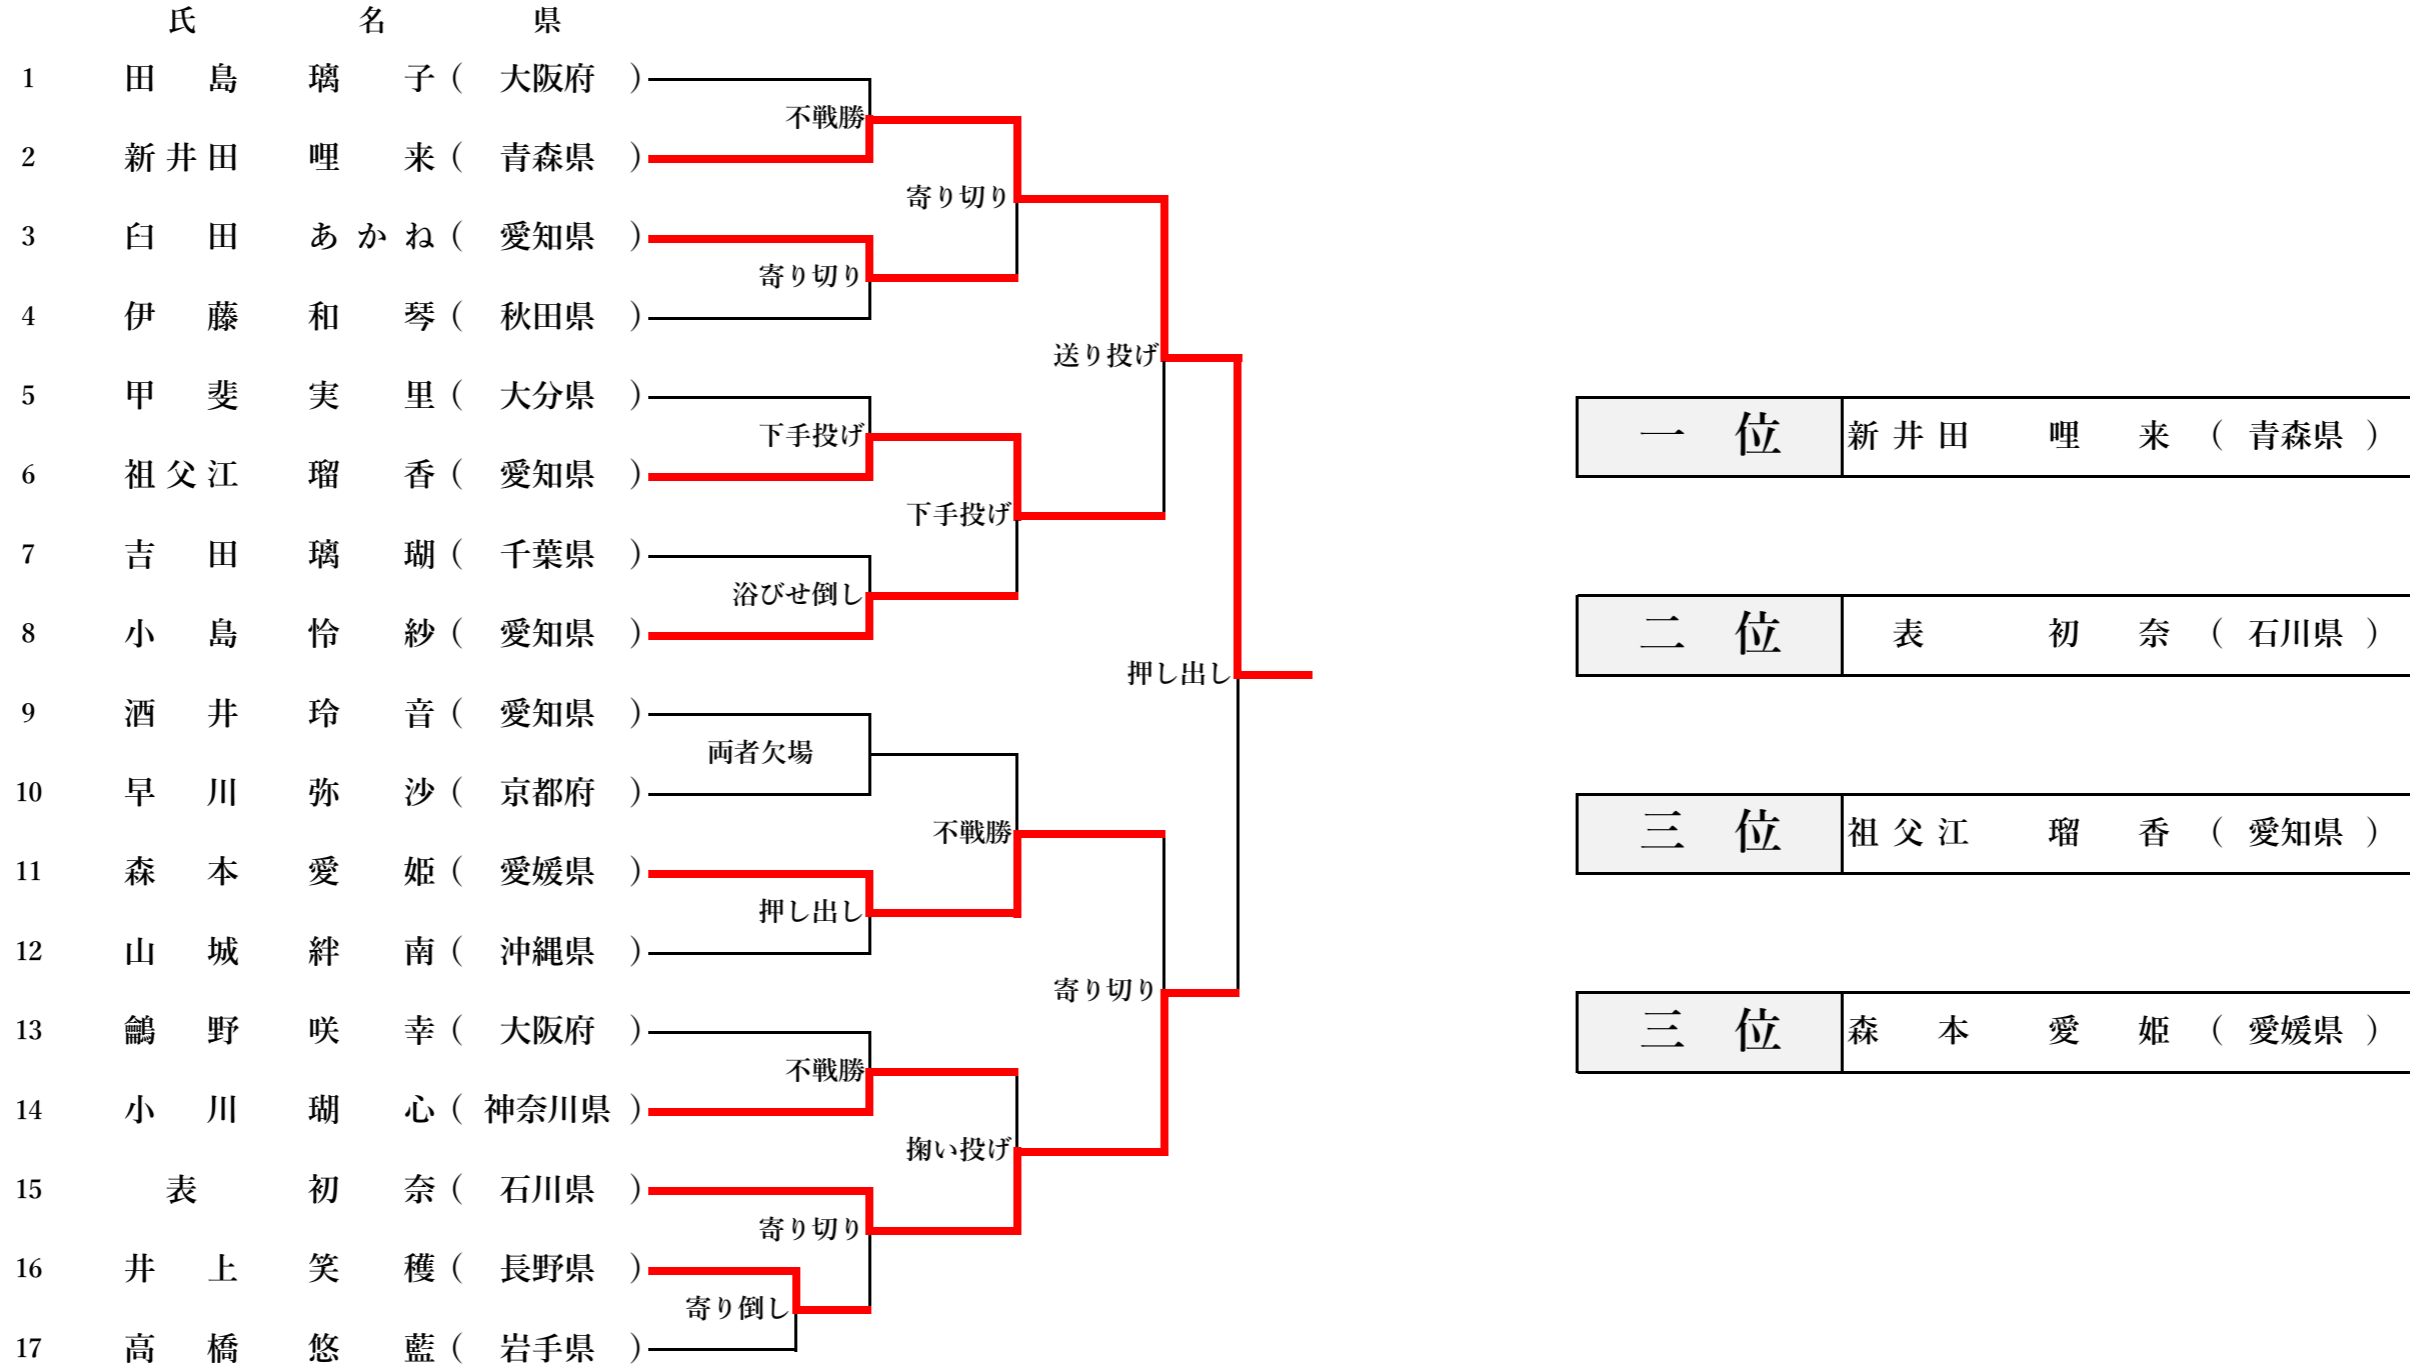 氏 名 県
1 田島 璃子 ( 大阪府 )
不戦勝
2 新井田 哩来 ( 青森県 )
寄り切り
3 臼田 あかね ( 愛知県 )
寄り切り
4 伊藤 和琴 ( 秋田県 )
送り投げ
5 甲斐 実里 ( 大分県 )
下手投げ
6 祖父江 瑠香 ( 愛知県 )
下手投げ
7 吉田 璃瑚 ( 千葉県 )
浴びせ倒し
8 小島 怜紗 ( 愛知県 )
押し出し
9 酒井 玲音 ( 愛知県 )
両者欠場
10 早川 弥沙 ( 京都府 )
不戦勝
11 森本 愛姫 ( 愛媛県 )
押し出し
12 山城 絆南 ( 沖縄県 )
寄り切り
13 鸙野 咲幸 ( 大阪府 )
不戦勝
14 小川 瑚心 ( 神奈川県 )
掬い投げ
15 表 初奈 ( 石川県 )
寄り切り
16 井上 笑穫 ( 長野県 )
寄り倒し
17 高橋 悠藍 ( 岩手県 )
一位 新井田 哩来 ( 青森県 )
二位 表 初奈 ( 石川県 )
三位 祖父江 瑠香 ( 愛知県 )
三位 森本 愛姫 ( 愛媛県 )